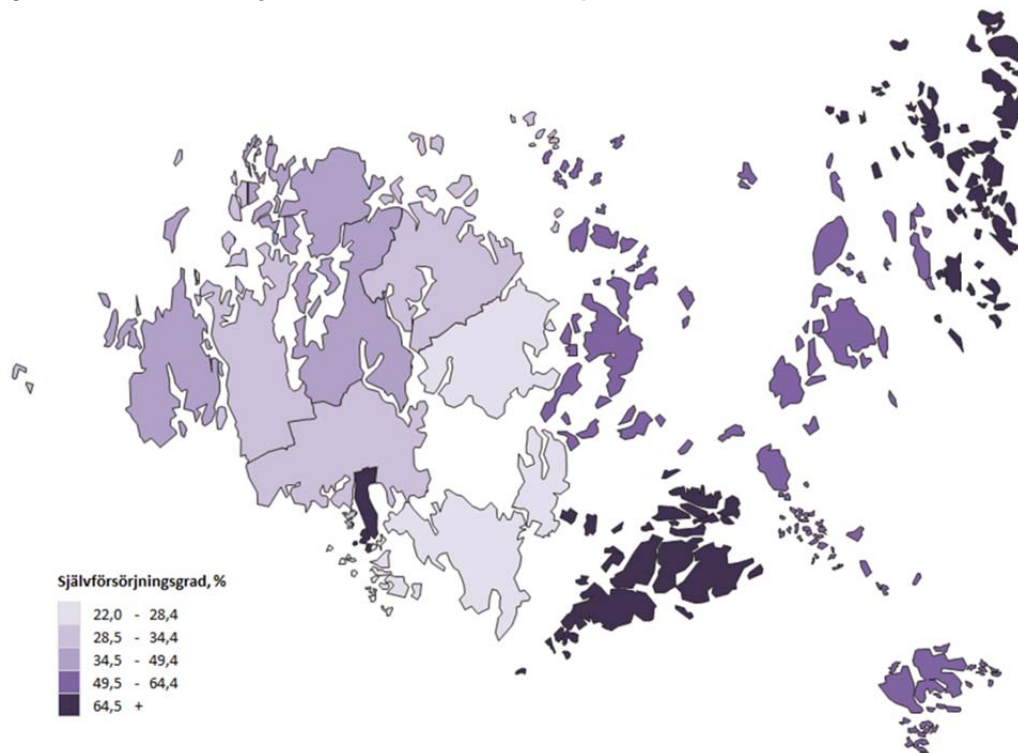 Självförsörjningsgrad, %
22,0 - 28,4
28,5 - 34,4
34,5 - 49,4
49,5 - 64,4
64,5 +